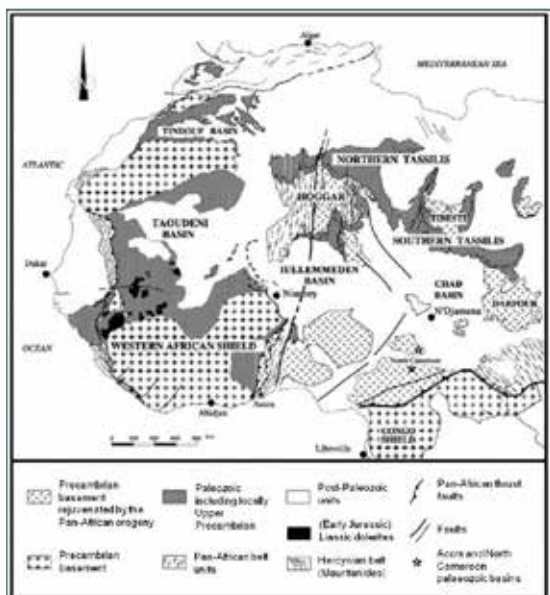 Alger
MEDITERRANEAN SEA
TINDOUF BASIN
ATLANTIC
NORTHERN TASSILIS
HOGGAR
TIBESTI
TAOUDENI
BASIN
SOUTHERN TASSILIS
IULLEMMEDEN
BASIN
Dakar
CHAD
BASIN
Niamey
DARFOUR
N'Djamena
OCEAN
WESTERN AFRICAN SHIELD
North Cameroon
Abidjan
Accra
CONGO
SHIELD
Libreville
Precambrian
basement
rejuvenated by the
Pan-African orogeny
Paleozoic
including locally
Upper
Precambrian
Post-Paleozoic
units
Pan-African thrust
faults
(Early Jurassic)
Liassic dolerites
Faults
Precambrian
basement
Pan-African belt
units
Hercynian belt
(Mauritanides)
Accra and North
Cameroon
paleozoic basins